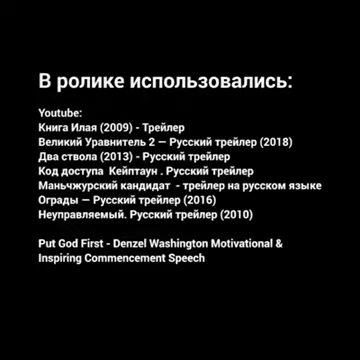 В ролике использовались:
Youtube:
Книга Илая (2009) - Трейлер
Великий Уравнитель 2 — Русский трейлер (2018)
Два ствола (2013) - Русский трейлер
Код доступа Кейптаун . Русский трейлер
Маньчжурский кандидат - трейлер на русском языке
Ограды — Русский трейлер (2016)
Неуправляемый. Русский трейлер (2010)
Put God First - Denzel Washington Motivational &
Inspiring Commencement Speech